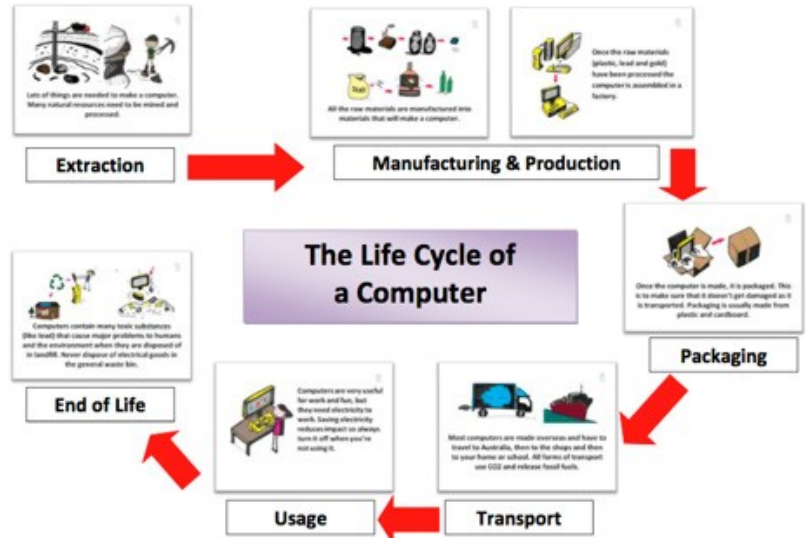 Lots of things are needed to make a computer.
Many natural resources need to be mined and
processed.
Extraction
All the raw materials are manufactured into
materials that will make a computer.
Once the raw materials
(plastic, lead and gold)
have been processed the
computer is assembled in a
factory.
Manufacturing & Production
The Life Cycle of
a Computer
Once the computer is made, it is packaged. This
is to make sure that it doesn't get damaged as it
is transported. Packaging is usually made from
plastic and cardboard.
Packaging
Most computers are made overseas and have to
travel to Australia, then to the shops and then
to your home or school. All forms of transport
use CO2 and release fossil fuels.
Transport
Computers are very useful
for work and fun, but
they need electricity to
work. Saving electricity
reduces impact so always
turn it off when you're
not using it.
Usage
Computers contain many toxic substances
(like lead) that cause major problems to humans
and the environment when they are disposed of
in landfill. Never dispose of electrical goods in
the general waste bin.
End of Life